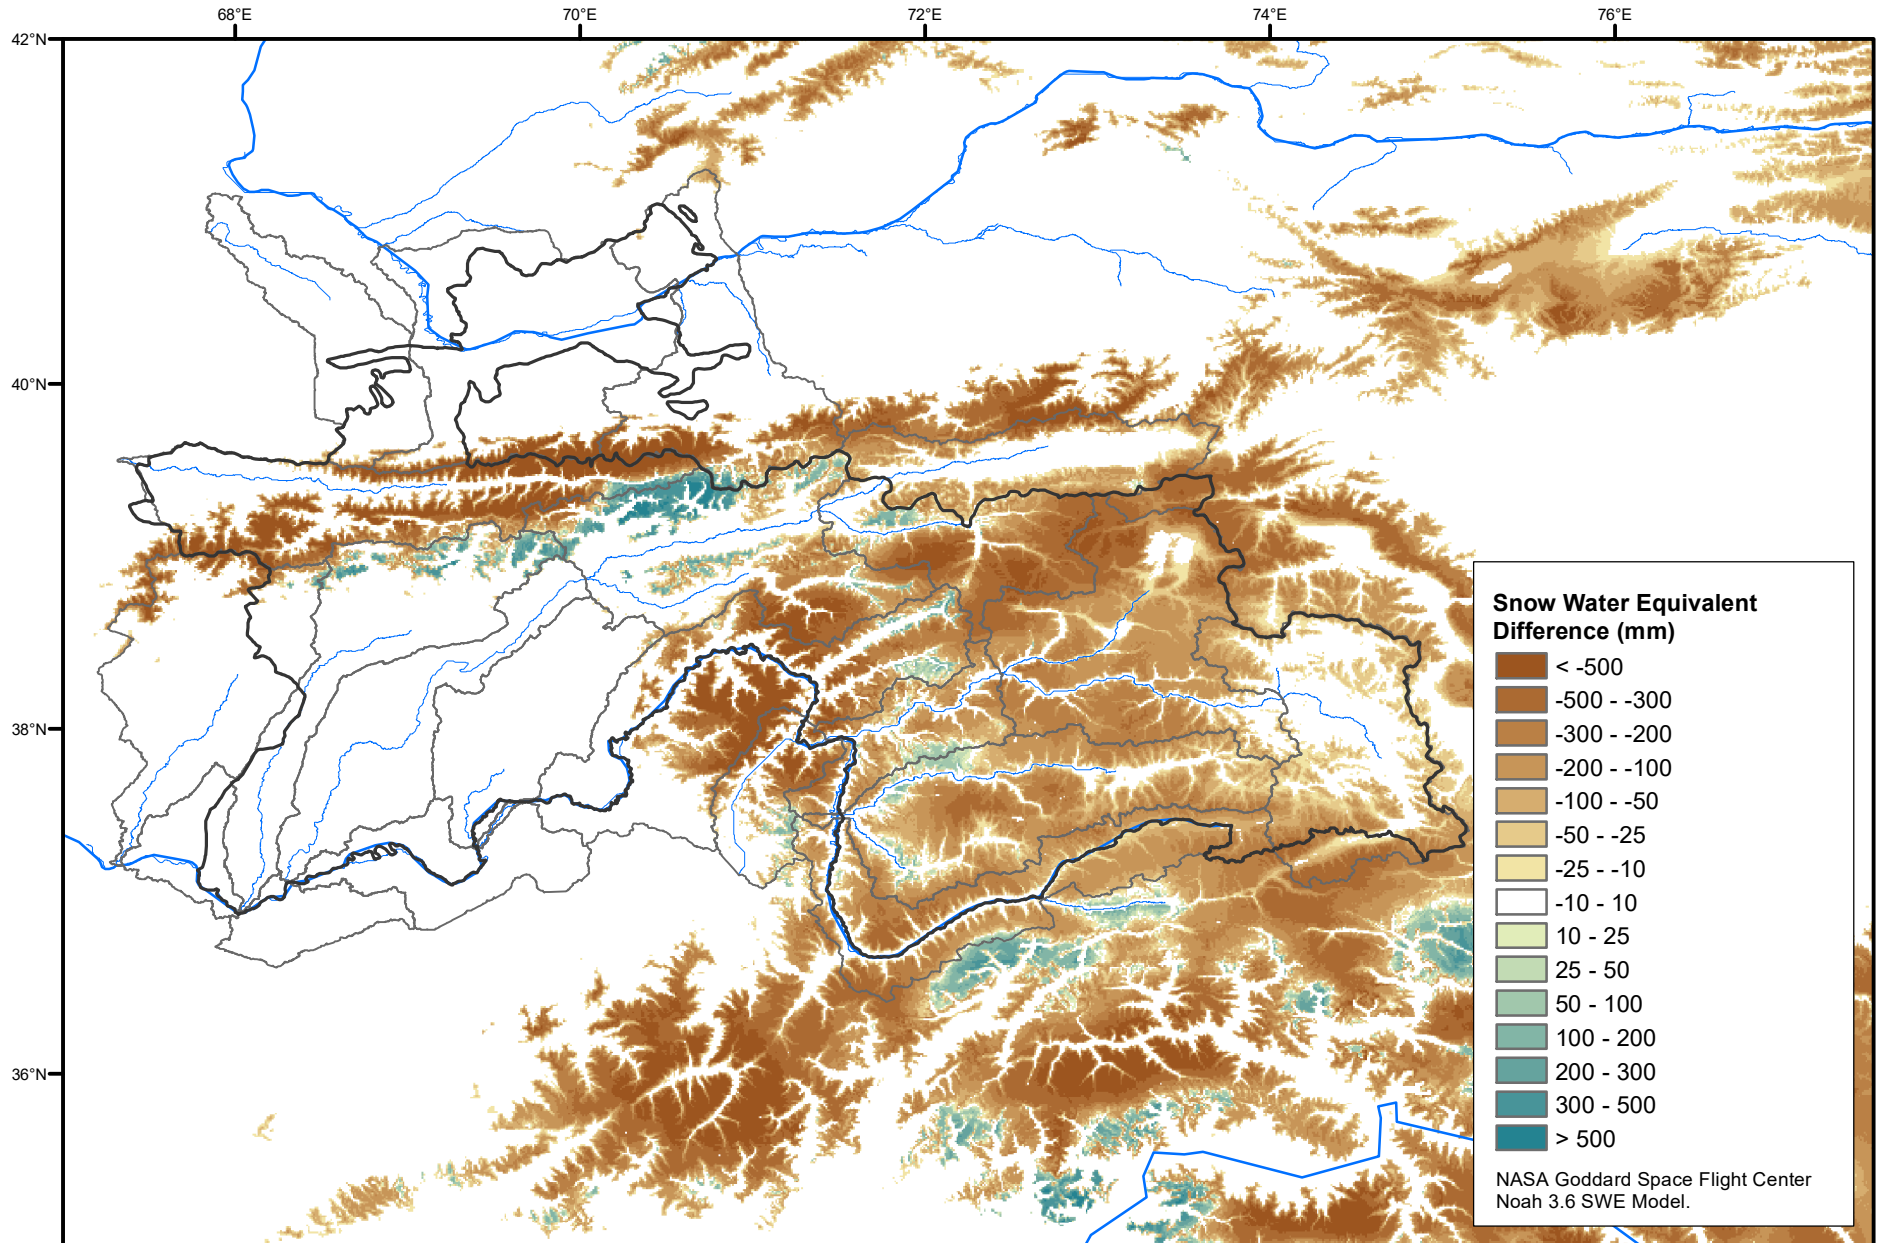 68°E 70°E 72°E 74°E 76°E
42°N
40°N
38°N
36°N
Snow Water Equivalent
Difference (mm)
< -500
-500 - -300
-300 - -200
-200 - -100
-100 - -50
-50 - -25
-25 - -10
-10 - 10
10 - 25
25 - 50
50 - 100
100 - 200
200 - 300
300 - 500
> 500
NASA Goddard Space Flight Center
Noah 3.6 SWE Model.